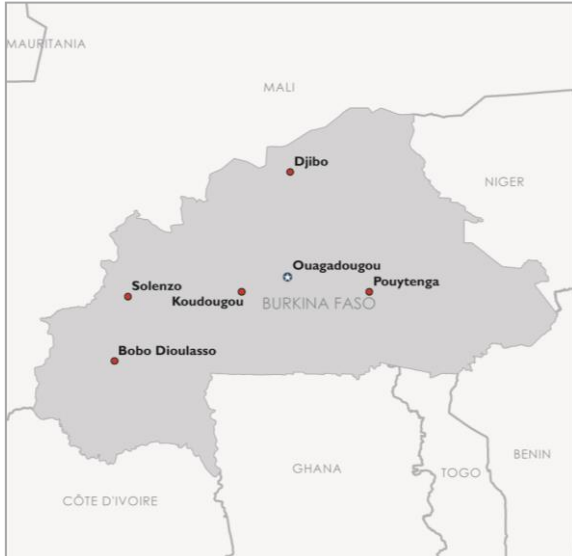 MAURITANIA
MALI
Djibo
NIGER
Ouagadougou
Solenzo
Pouytenga
Koudougou
BURKINA FASO
Bobo Dioulasso
BENIN
GHANA
TOGO
CÔTE D'IVOIRE